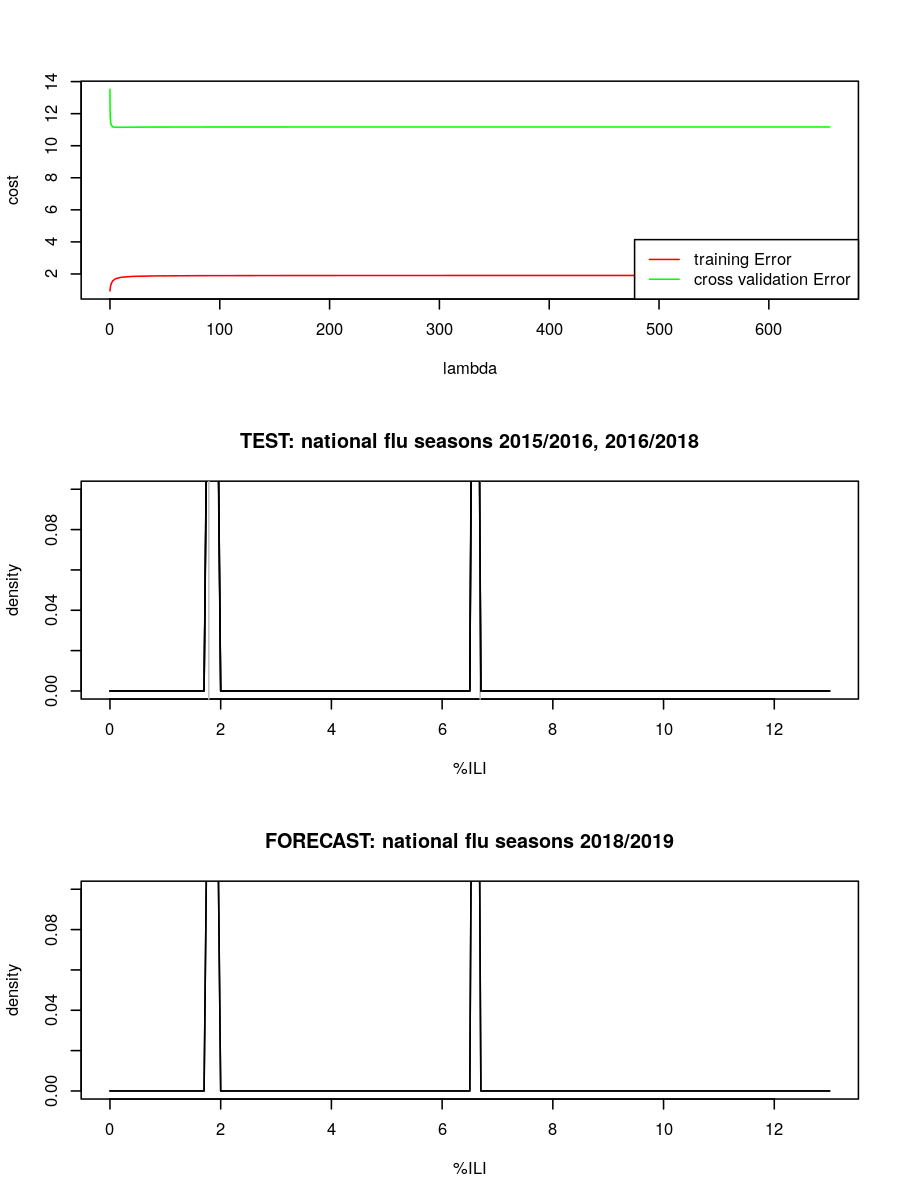 14
12
10
8
6
4
2
cost
training Error
cross validation Error
0 100 200 300 400 500 600
lambda
TEST: national flu seasons 2015/2016, 2016/2018
0.08
0.04
0.00
density
0 2 4 6 8 10 12
%ILI
FORECAST: national flu seasons 2018/2019
0.08
0.04
0.00
density
0 2 4 6 8 10 12
%ILI